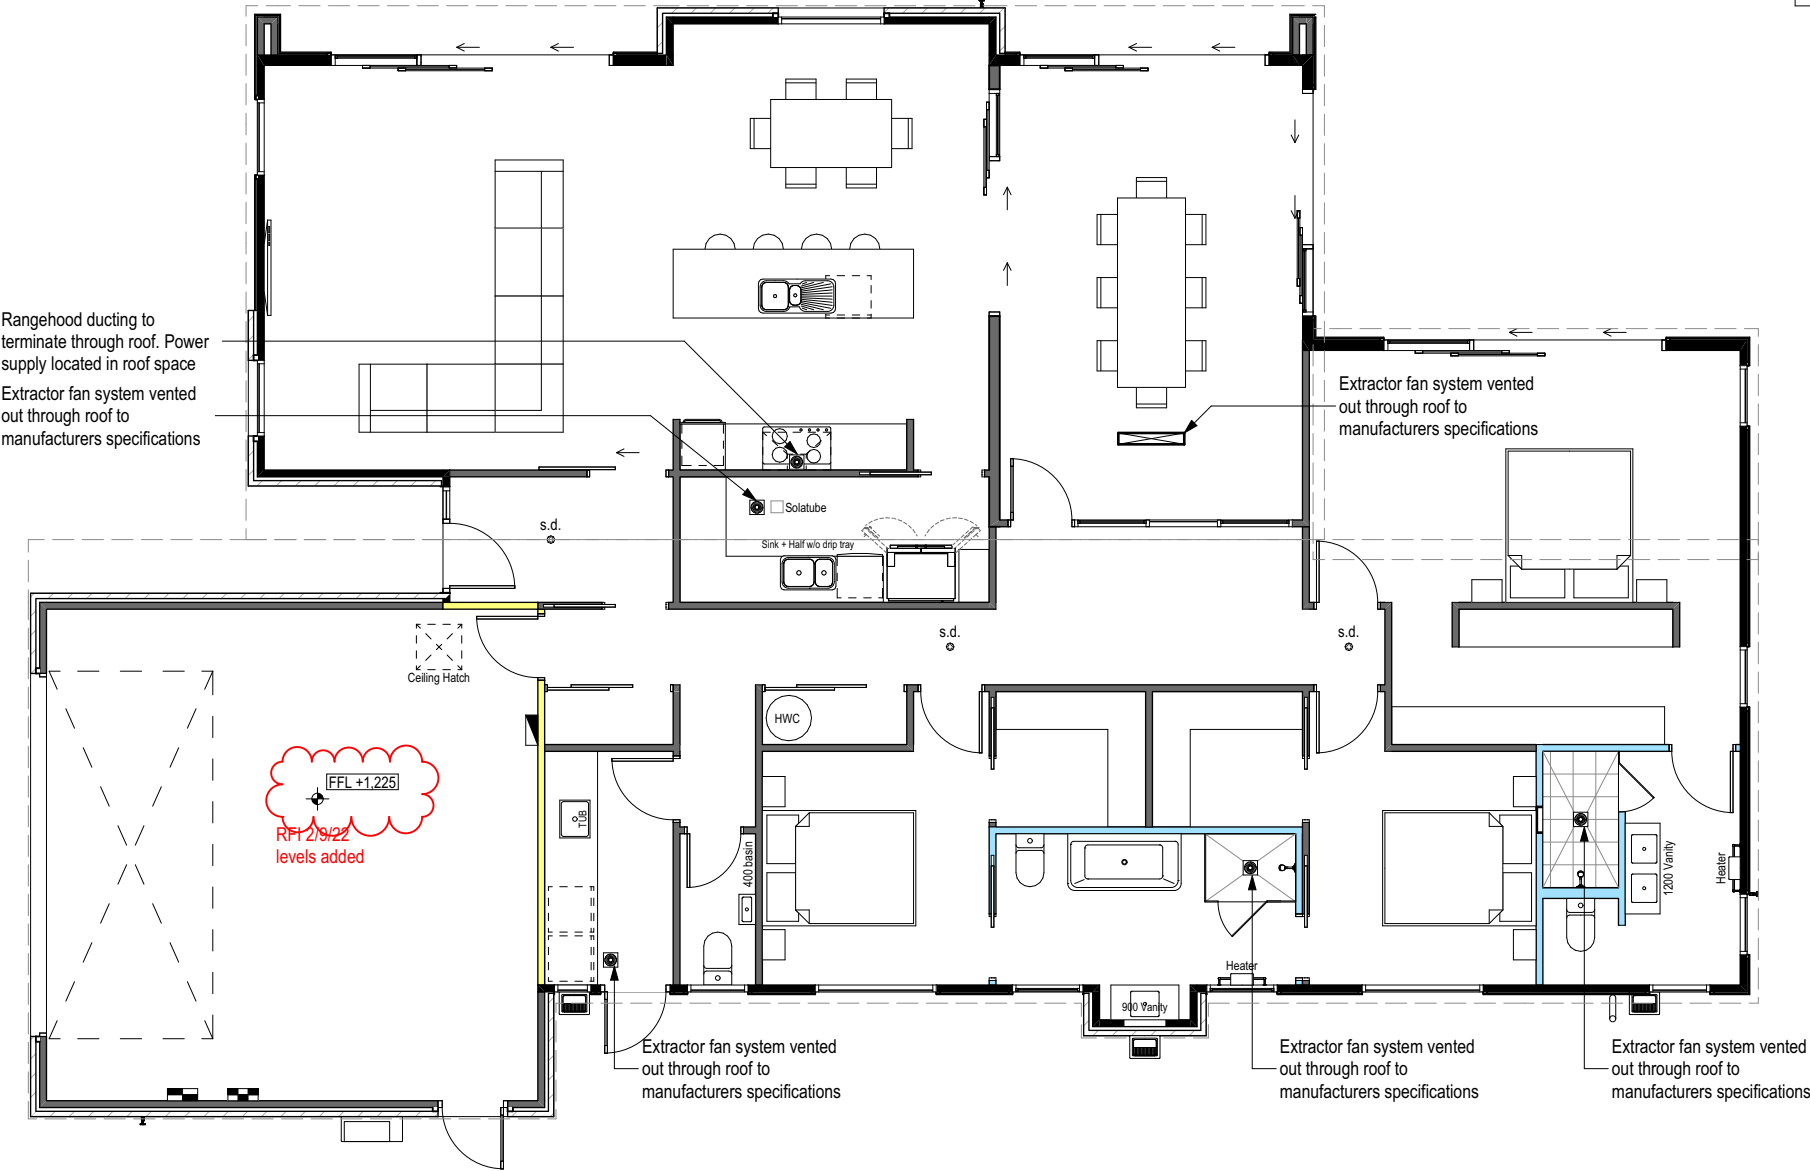 Rangehood ducting to
terminate through roof. Power
supply located in roof space
Extractor fan system vented
out through roof to
manufacturers specifications
Extractor fan system vented
out through roof to
manufacturers specifications
Solatube
s.d.
Sink + Half w/o drip tray
s.d.
s.d.
Ceiling Hatch
HWC
FFL +1,225
RFI 2/9/22
levels added
TUB
400 basin
1200 Vanity
Heater
Heater
900 Vanity
Extractor fan system vented
out through roof to
manufacturers specifications
Extractor fan system vented
out through roof to
manufacturers specifications
Extractor fan system vented
out through roof to
manufacturers specifications